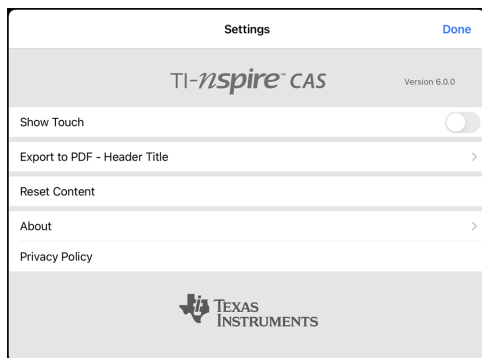 Settings
Done
TI-nspire™ CAS
Version 6.0.0
Show Touch
Export to PDF - Header Title
Reset Content
About
Privacy Policy
TEXAS
INSTRUMENTS